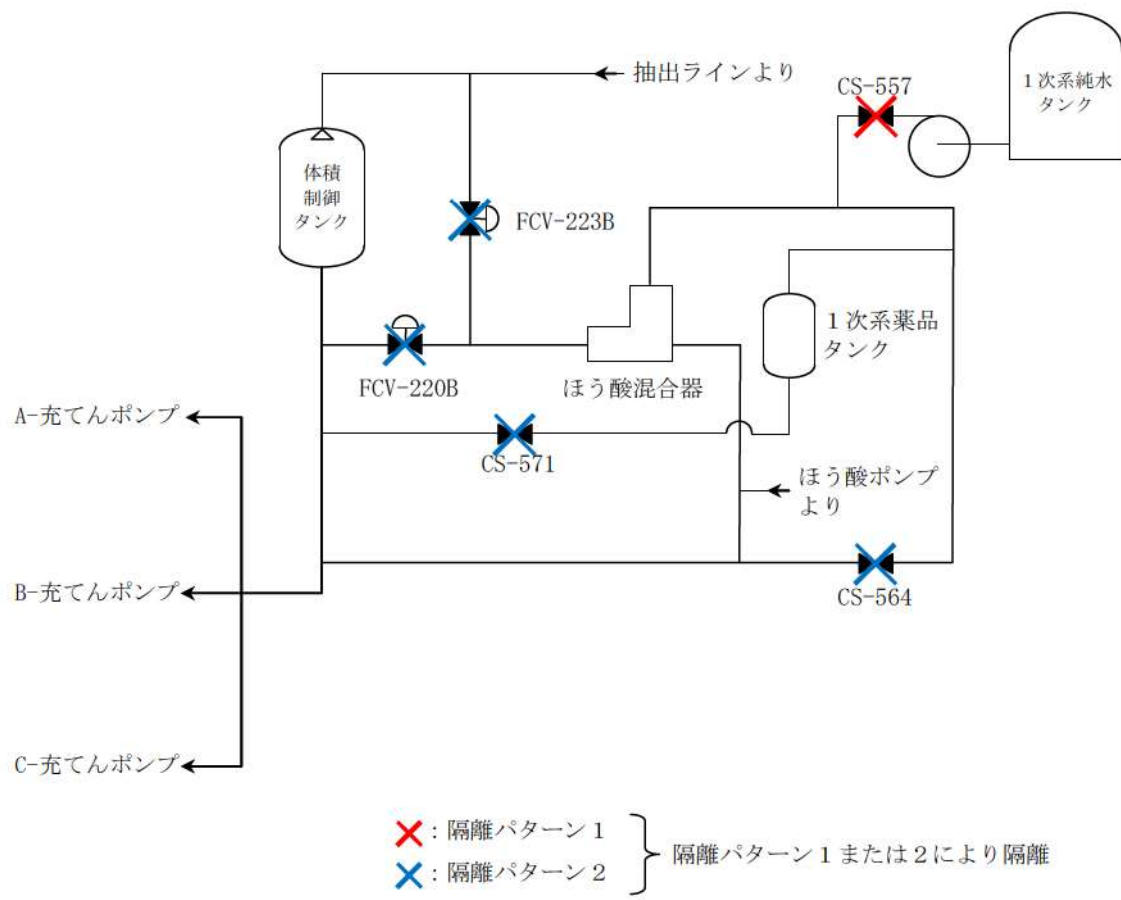 抽出ラインより
CS-557
1次系純水
タンク
体積
制御
タンク
FCV-223B
1次系薬品
タンク
FCV-220B
ほう酸混合器
A-充てんポンプ
CS-571
ほう酸ポンプ
より
B-充てんポンプ
CS-564
C-充てんポンプ
:隔離パターン1
:隔離パターン2
隔離パターン1または2により隔離